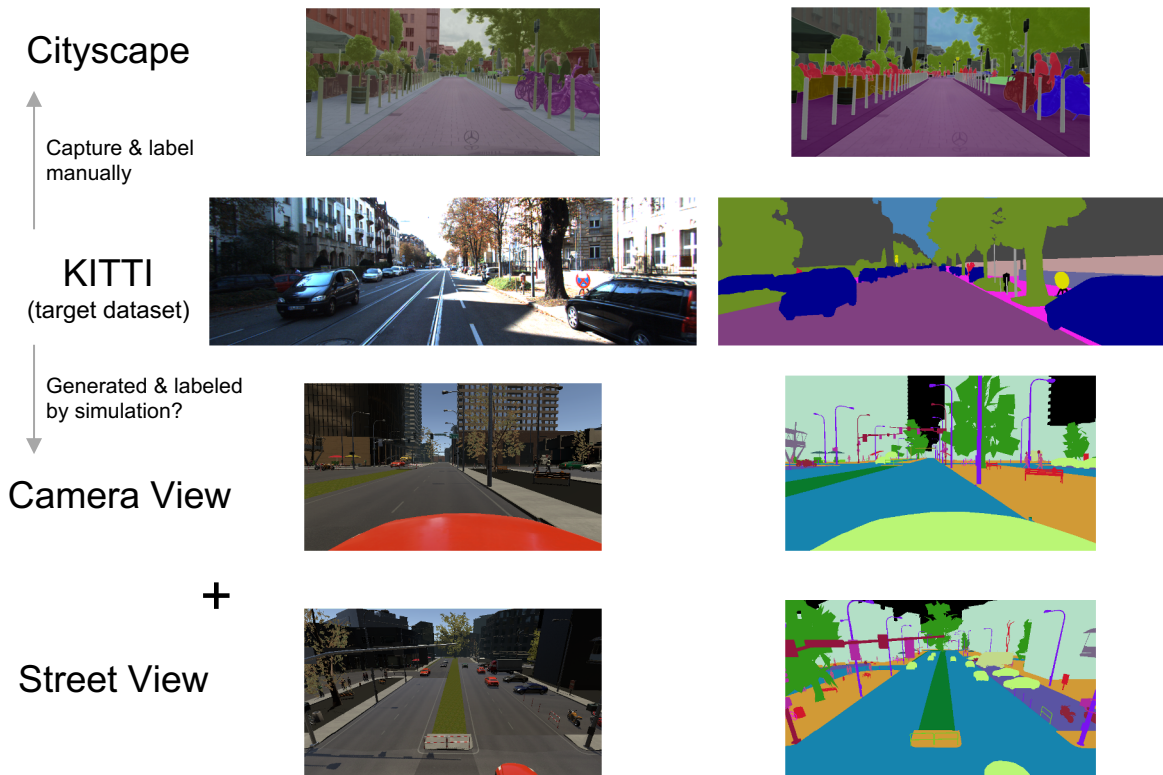 Cityscape
Capture & label
manually
KITTI
(target dataset)
Generated & labeled
by simulation?
Camera View
+
Street View